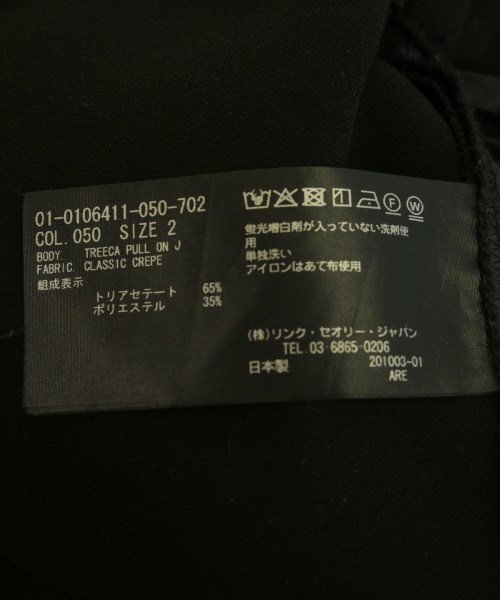 01-0106411-050-702
COL. 050 SIZE 2
BODY. TREECA PULL ON J
FABRIC. CLASSIC CREPE
組成表示
トリアセテート 65%
ポリエステル 35%
蛍光増白剤が入っていない洗剤使
用
単独洗い
アイロンはあて布使用
(株)リンク・セオリー・ジャパン
TEL. 03-6865-0206
日本製 201003-01
ARE